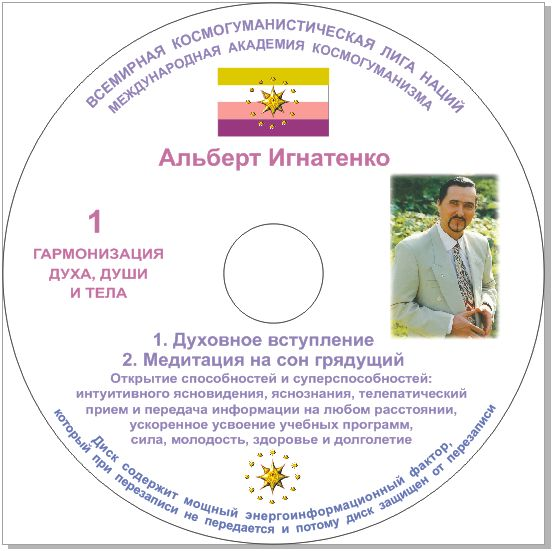 ВСЕМИРНАЯ КОСМОГУМАНИСТИЧЕСКАЯ ЛИГА НАЦИЙ
МЕЖДУНАРОДНАЯ АКАДЕМИЯ КОСМОГУМАНИЗМА
Альберт Игнатенко
1
ГАРМОНИЗАЦИЯ
ДУХА, ДУШИ
И ТЕЛА
1. Духовное вступление
2. Медитация на сон грядущий
Открытие способностей и суперспособностей:
интуитивного ясновидения, яснознания, телепатический
прием и передача информации на любом расстоянии,
ускоренное усвоение учебных программ,
сила, молодость, здоровье и долголетие
Диск содержит мощный энергоинформационный фактор,
который при перезаписи не передается и потому диск защищен от перезаписи